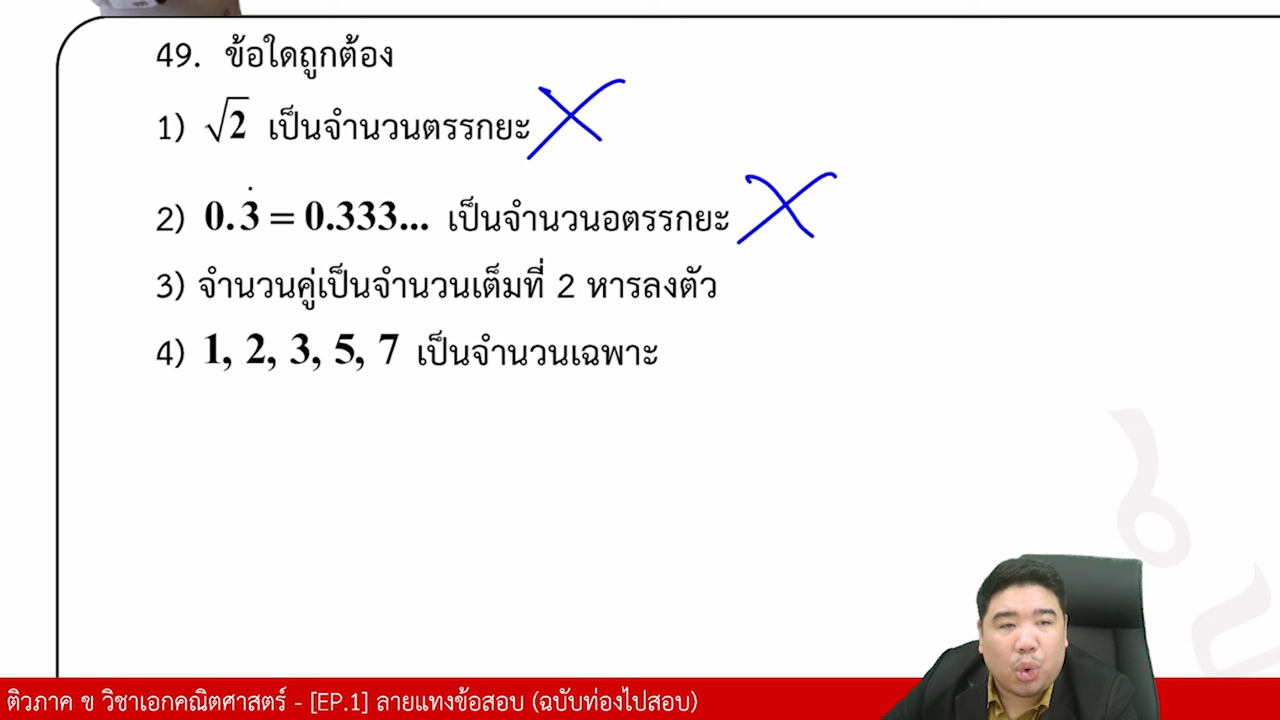 49. ข้อใดถูกต้อง
1) √2 เป็นจำนวนตรรกยะ
2) 0.3̇ = 0.333... เป็นจำนวนอตรรกยะ
3) จำนวนคู่เป็นจำนวนเต็มที่ 2 หารลงตัว
4) 1, 2, 3, 5, 7 เป็นจำนวนเฉพาะ
ติวภาค ข วิชาเอกคณิตศาสตร์ - [EP.1] ลายแทงข้อสอบ (ฉบับท่องไปสอบ)